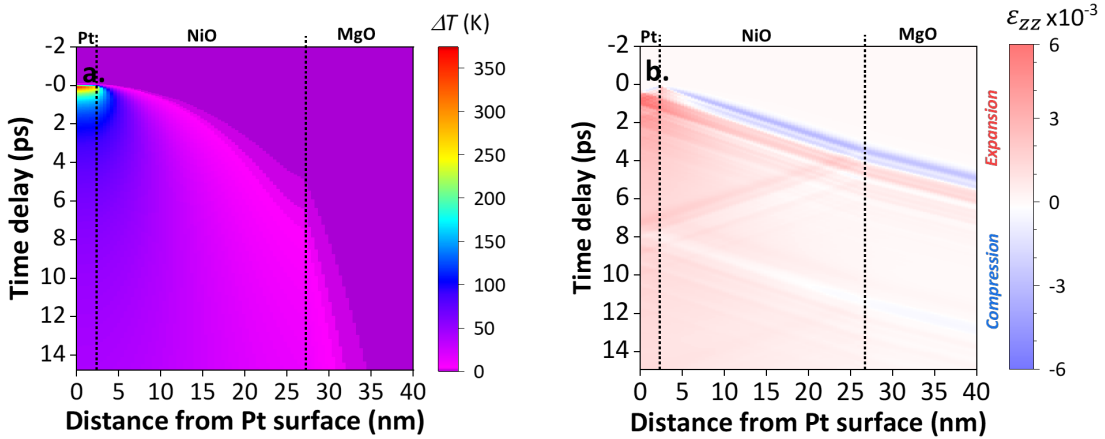 Pt NiO MgO
ΔT (K)
a.
-2
-0
2
4
6
8
10
12
14
Time delay (ps)
0 5 10 15 20 25 30 35 40
Distance from Pt surface (nm)
350
300
250
200
150
100
50
0
Pt NiO MgO
ε_zz x10^-3
b.
-2
0
2
4
6
8
10
12
14
Time delay (ps)
0 5 10 15 20 25 30 35 40
Distance from Pt surface (nm)
Expansion
Compression
6
3
0
-3
-6